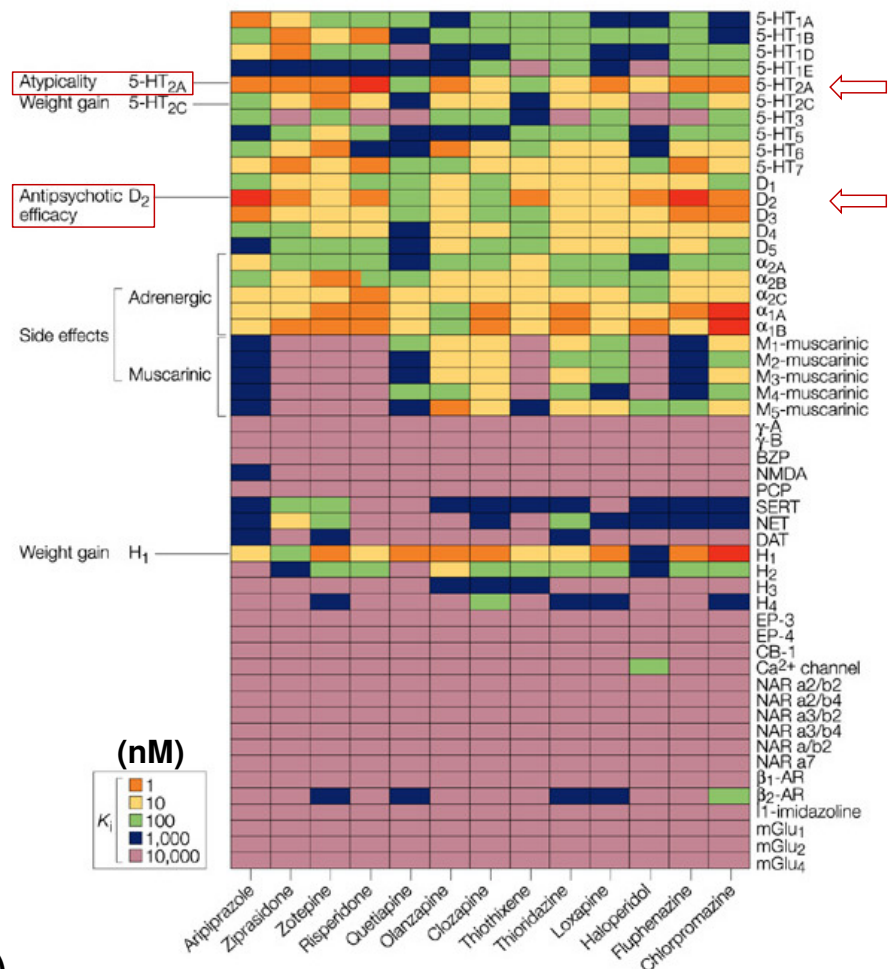 5-HT1A
5-HT1B
5-HT1D
5-HT1E
Atypicality 5-HT2A
5-HT2A
Weight gain 5-HT2C
5-HT2C
5-HT3
5-HT5
5-HT6
5-HT7
D1
Antipsychotic D2
efficacy
D2
D3
D4
D5
α2A
α2B
Adrenergic
α2C
α1A
Side effects
α1B
M1-muscarinic
M2-muscarinic
Muscarinic
M3-muscarinic
M4-muscarinic
M5-muscarinic
γ-A
γ-B
BZP
NMDA
PCP
SERT
NET
DAT
Weight gain H1
H1
H2
H3
H4
EP-3
EP-4
CB-1
Ca2+ channel
NAR a2/b2
NAR a2/b4
NAR a3/b2
NAR a3/b4
NAR a/b2
NAR a7
β1-AR
β2-AR
I1-imidazoline
mGlu1
mGlu2
mGlu4
(nM)
Ki
1
10
100
1,000
10,000
Aripiprazole
Ziprasidone
Zotepine
Risperidone
Quetiapine
Olanzapine
Clozapine
Thiothixene
Thioridazine
Loxapine
Haloperidol
Fluphenazine
Chlorpromazine
)